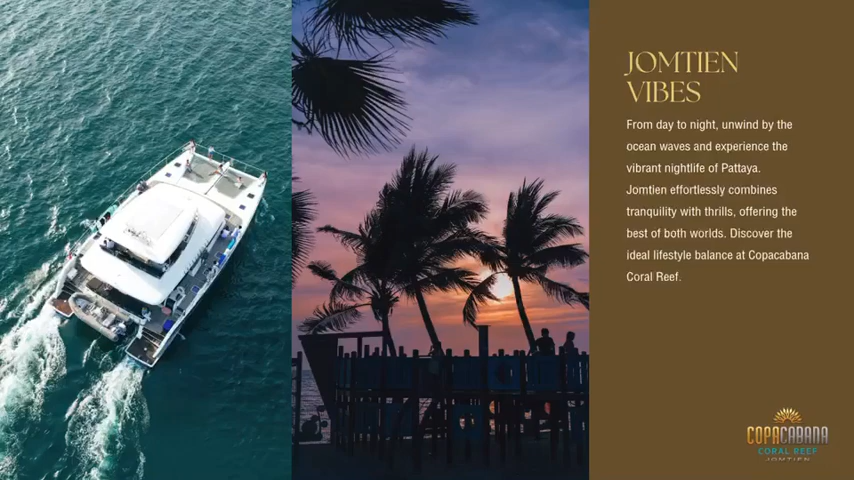 JOMTIEN
VIBES
From day to night, unwind by the
ocean waves and experience the
vibrant nightlife of Pattaya.
Jomtien effortlessly combines
tranquility with thrills, offering the
best of both worlds. Discover the
ideal lifestyle balance at Copacabana
Coral Reef.
COPACABANA
CORAL REEF
JOMTIEN